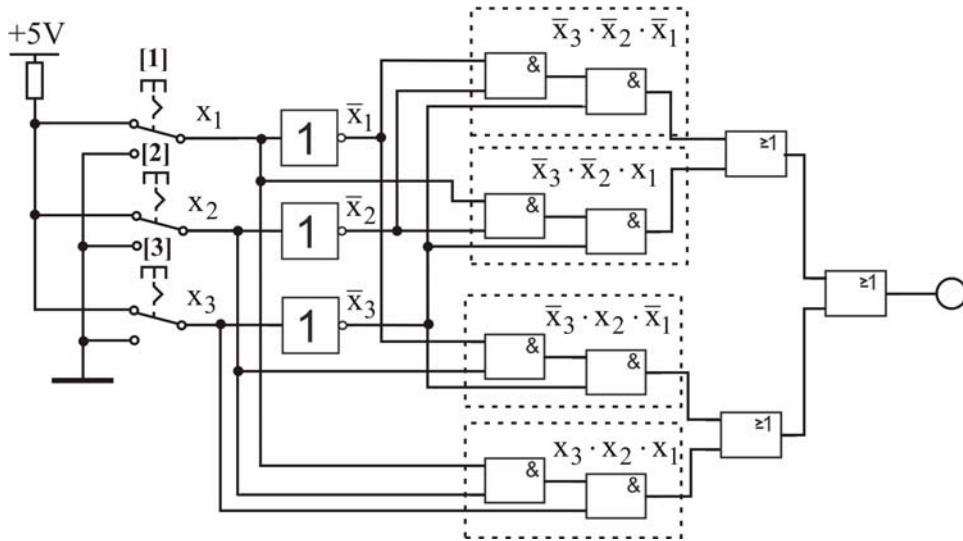 +5V
[1]
x₁
1
x̄₁
[2]
x₂
1
x̄₂
[3]
x₃
1
x̄₃
x̄₃ · x̄₂ · x̄₁
&
&
x̄₃ · x̄₂ · x₁
&
&
x̄₃ · x₂ · x̄₁
&
&
x₃ · x₂ · x₁
&
&
≥1
≥1
≥1